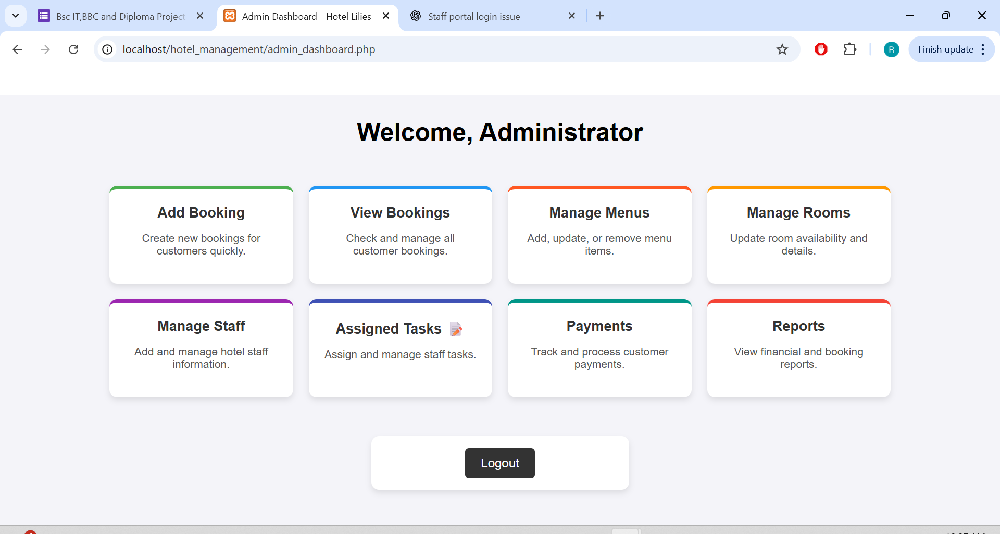 Bsc IT,BBC and Diploma Project
Admin Dashboard - Hotel Lilies
Staff portal login issue
localhost/hotel_management/admin_dashboard.php
R
Finish update
Welcome, Administrator
Add Booking
Create new bookings for
customers quickly.
View Bookings
Check and manage all
customer bookings.
Manage Menus
Add, update, or remove menu
items.
Manage Rooms
Update room availability and
details.
Manage Staff
Add and manage hotel staff
information.
Assigned Tasks 📝
Assign and manage staff tasks.
Payments
Track and process customer
payments.
Reports
View financial and booking
reports.
Logout